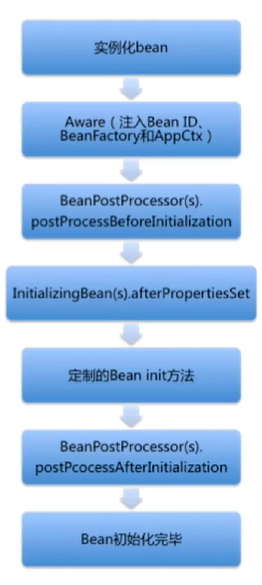 实例化bean
Aware（注入Bean ID、
BeanFactory和AppCtx）
BeanPostProcessor(s).
postProcessBeforeInitialization
InitializingBean(s).afterPropertiesSet
定制的Bean init方法
BeanPostProcessor(s).
postPcocessAfterInitialization
Bean初始化完毕